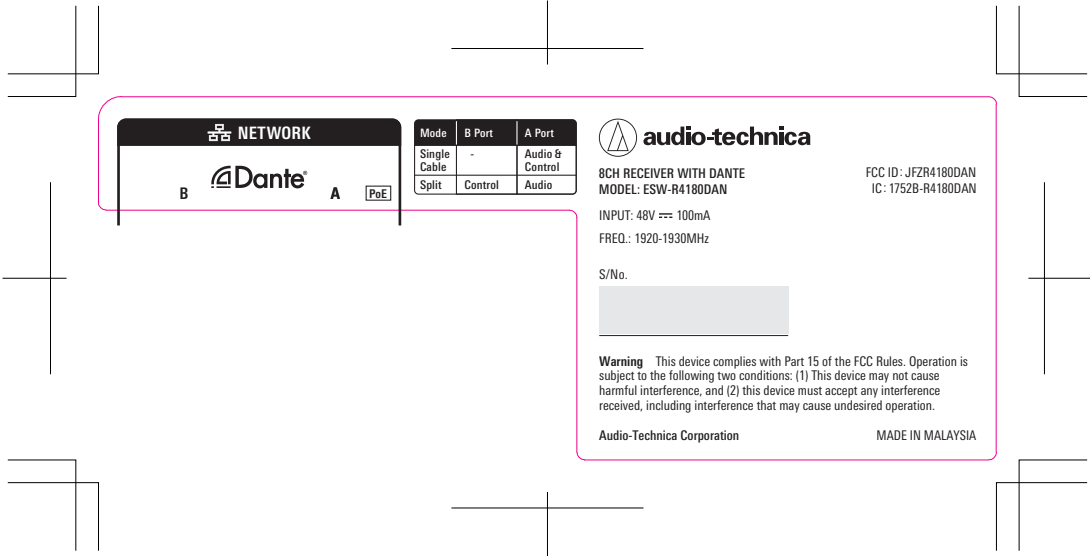 NETWORK
Dante®
B
A
PoE
Mode B Port A Port
Single Cable - Audio & Control
Split Control Audio
audio-technica
8CH RECEIVER WITH DANTE
MODEL: ESW-R4180DAN
FCC ID: JFZR4180DAN
IC: 1752B-R4180DAN
INPUT: 48V ⎓ 100mA
FREQ.: 1920-1930MHz
S/No.
Warning This device complies with Part 15 of the FCC Rules. Operation is
subject to the following two conditions: (1) This device may not cause
harmful interference, and (2) this device must accept any interference
received, including interference that may cause undesired operation.
Audio-Technica Corporation
MADE IN MALAYSIA